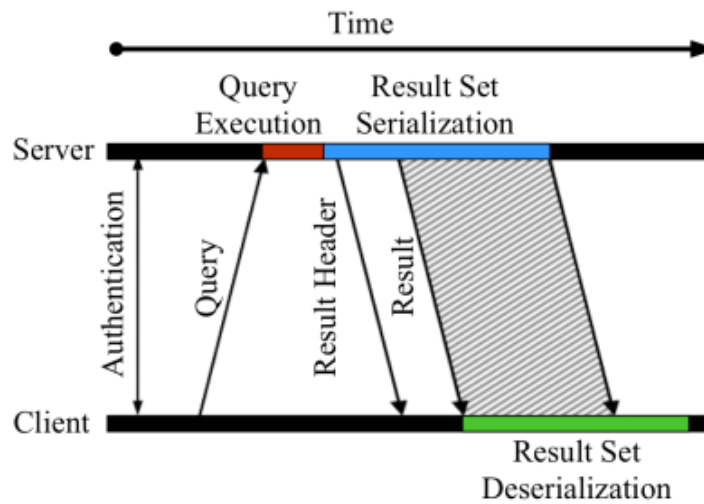 Time
Query
Execution
Result Set
Serialization
Server
Authentication
Query
Result Header
Result
Client
Result Set
Deserialization